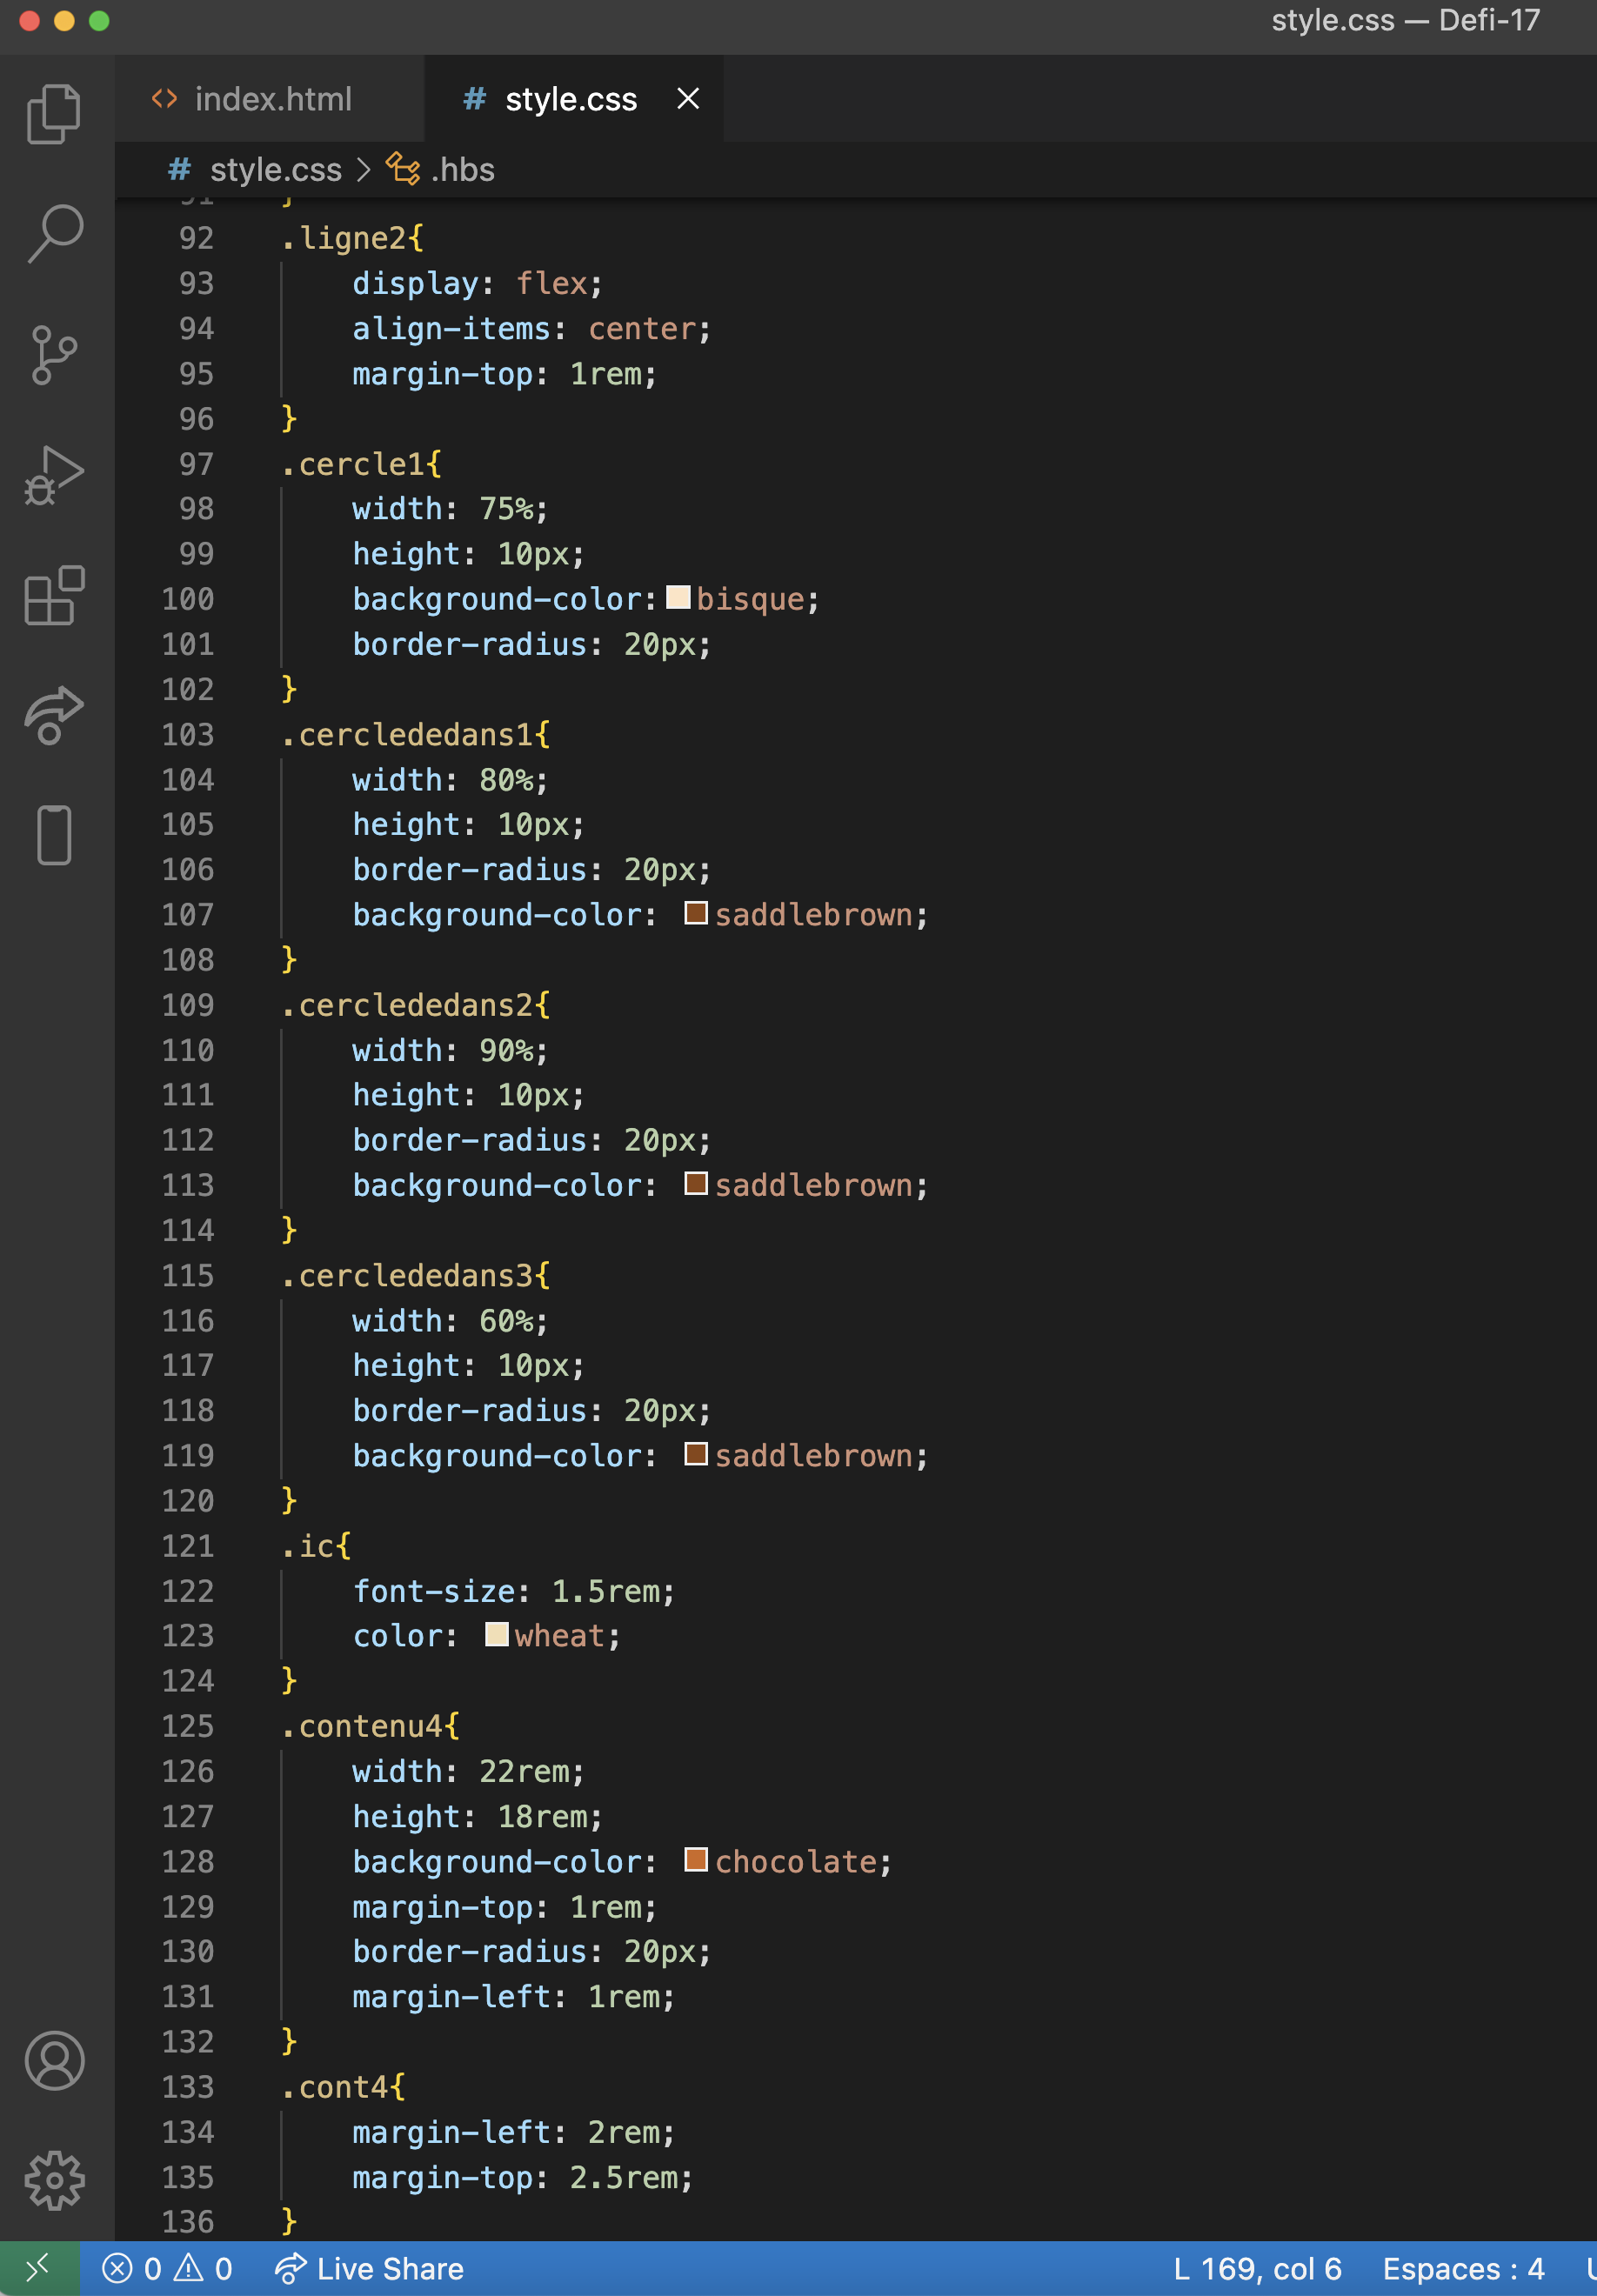 style.css — Defi-17
index.html
style.css
style.css > .hbs
91 }
92 .ligne2{
93 display: flex;
94 align-items: center;
95 margin-top: 1rem;
96 }
97 .cercle1{
98 width: 75%;
99 height: 10px;
100 background-color: bisque;
101 border-radius: 20px;
102 }
103 .cerclededans1{
104 width: 80%;
105 height: 10px;
106 border-radius: 20px;
107 background-color: saddlebrown;
108 }
109 .cerclededans2{
110 width: 90%;
111 height: 10px;
112 border-radius: 20px;
113 background-color: saddlebrown;
114 }
115 .cerclededans3{
116 width: 60%;
117 height: 10px;
118 border-radius: 20px;
119 background-color: saddlebrown;
120 }
121 .ic{
122 font-size: 1.5rem;
123 color: wheat;
124 }
125 .contenu4{
126 width: 22rem;
127 height: 18rem;
128 background-color: chocolate;
129 margin-top: 1rem;
130 border-radius: 20px;
131 margin-left: 1rem;
132 }
133 .cont4{
134 margin-left: 2rem;
135 margin-top: 2.5rem;
136 }
0 0 Live Share L 169, col 6 Espaces : 4